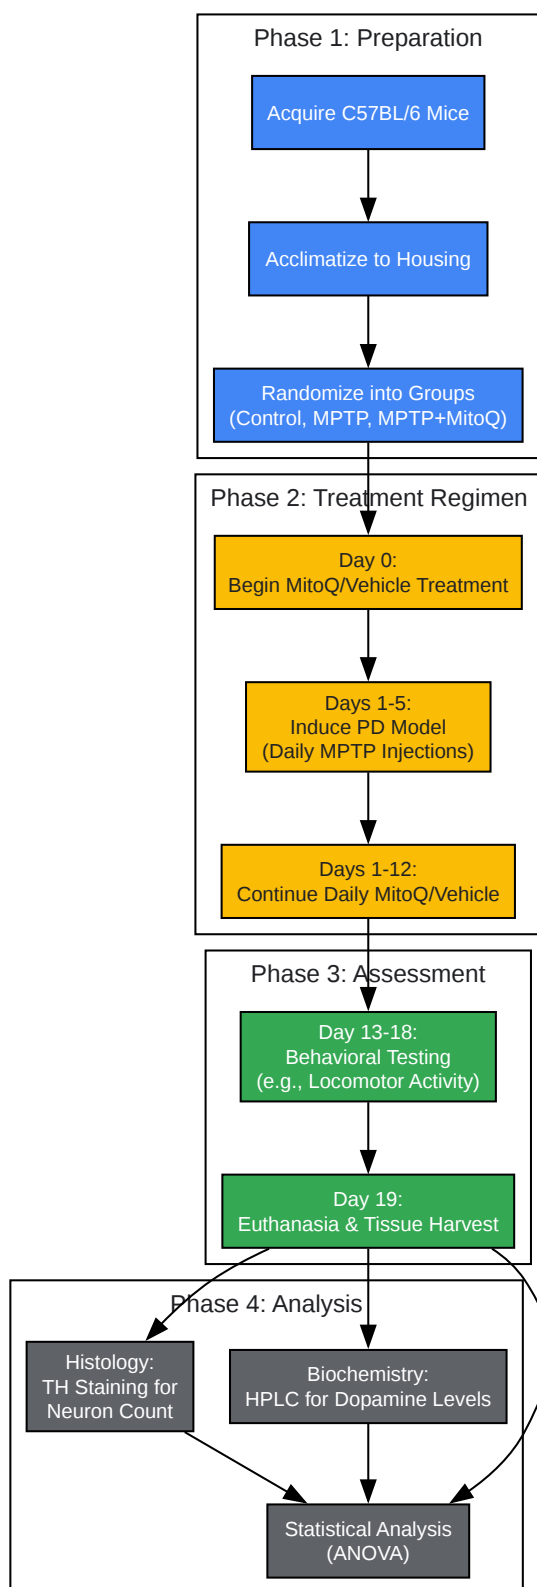 Phase 1: Preparation
Acquire C57BL/6 Mice
Acclimatize to Housing
Randomize into Groups
(Control, MPTP, MPTP+MitoQ)
Phase 2: Treatment Regimen
Day 0:
Begin MitoQ/Vehicle Treatment
Days 1-5:
Induce PD Model
(Daily MPTP Injections)
Days 1-12:
Continue Daily MitoQ/Vehicle
Phase 3: Assessment
Day 13-18:
Behavioral Testing
(e.g., Locomotor Activity)
Day 19:
Euthanasia & Tissue Harvest
Phase 4: Analysis
Histology:
TH Staining for
Neuron Count
Biochemistry:
HPLC for Dopamine Levels
Statistical Analysis
(ANOVA)